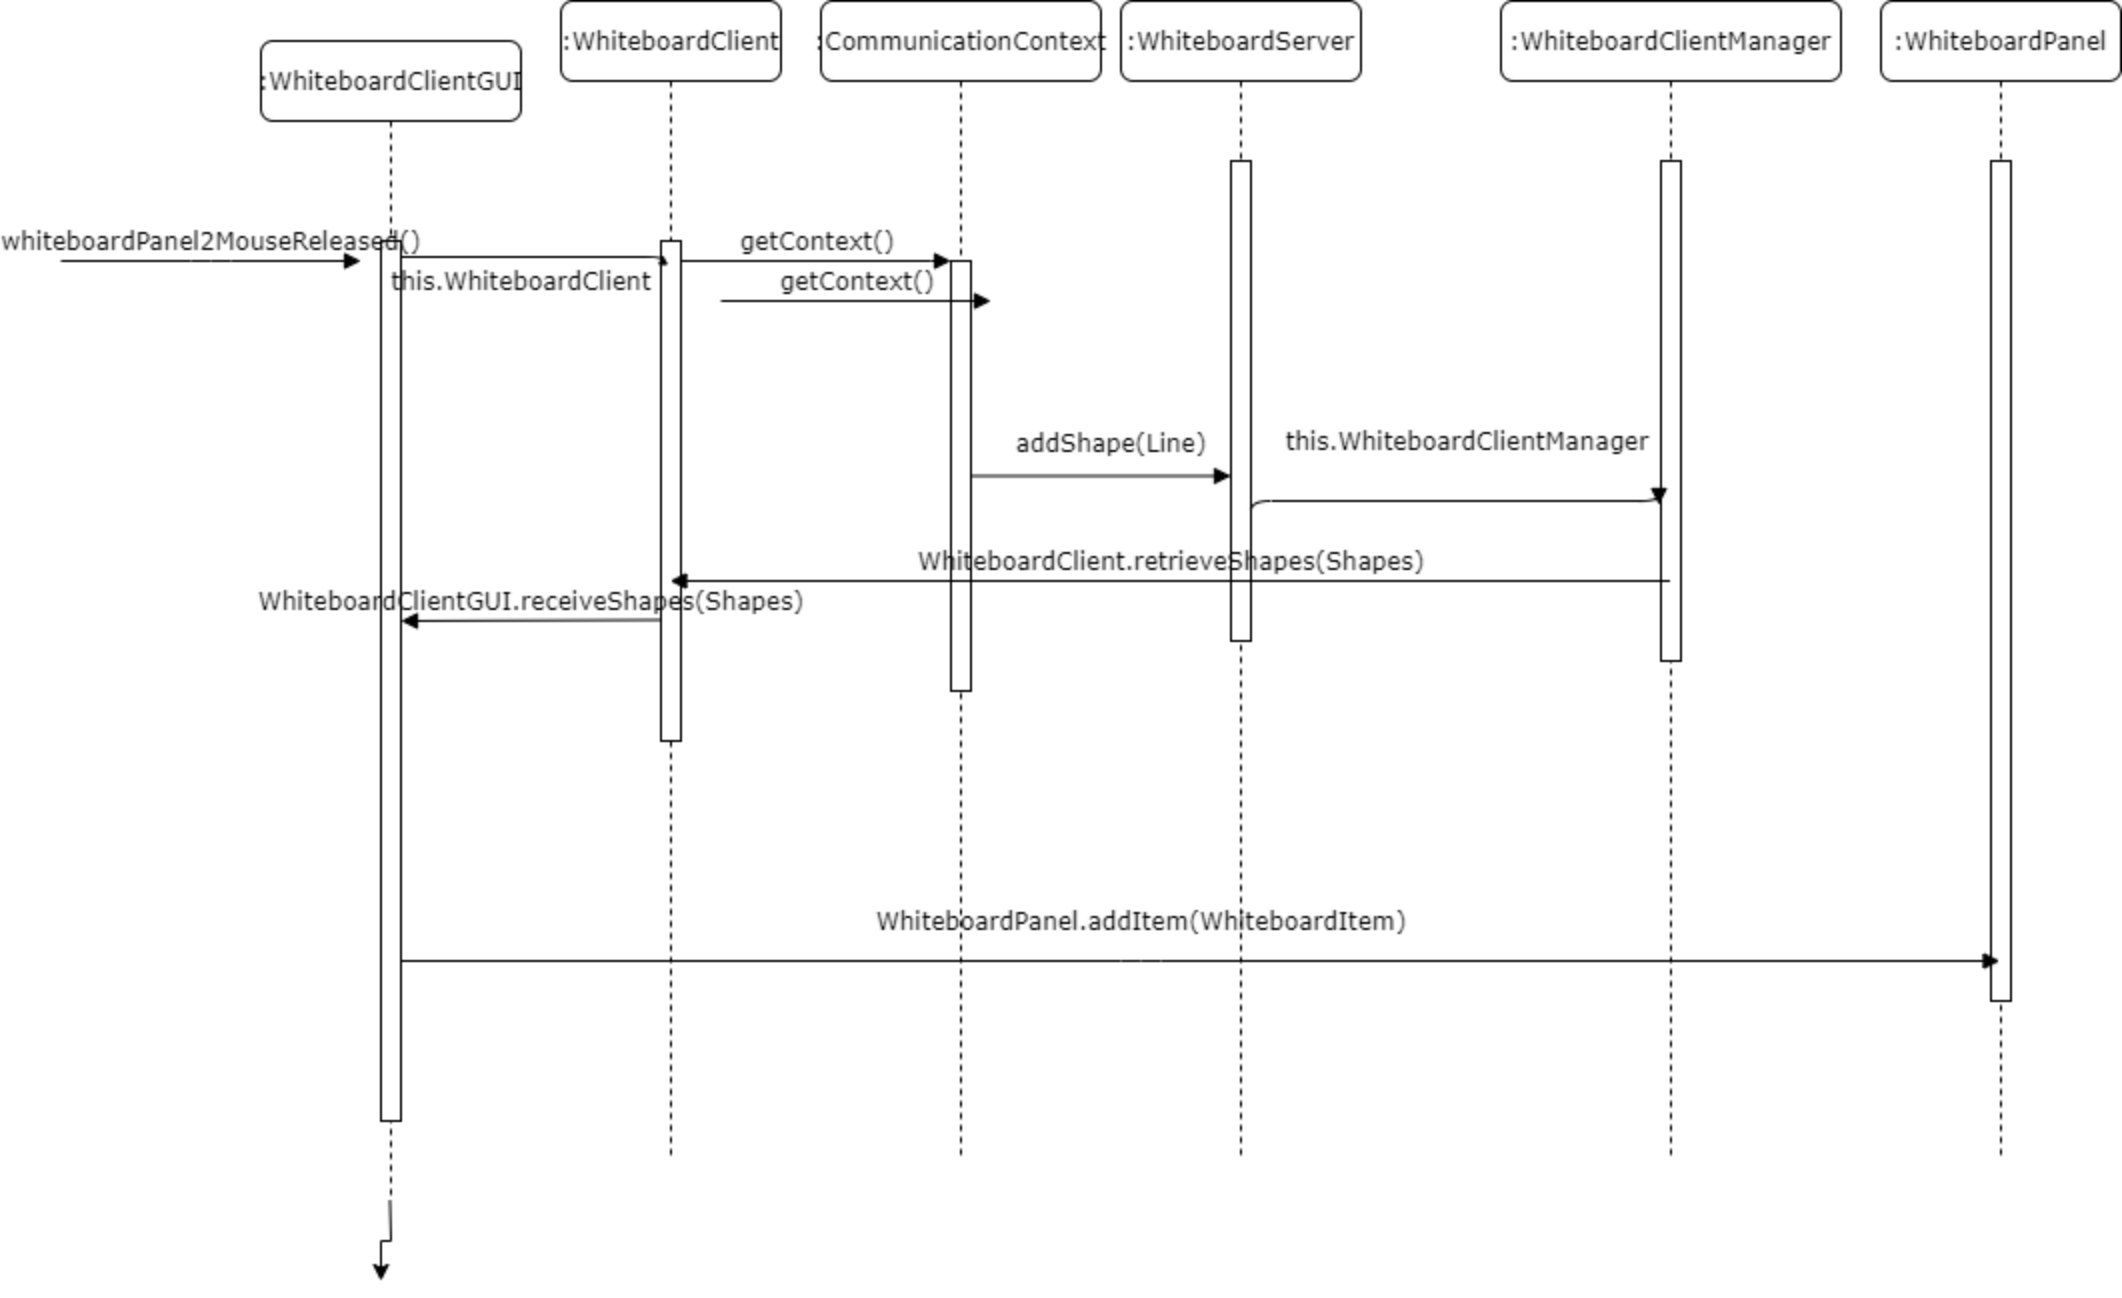 :WhiteboardClient
:CommunicationContext
:WhiteboardServer
:WhiteboardClientManager
:WhiteboardPanel
:WhiteboardClientGUI
whiteboardPanel2MouseReleased()
getContext()
this.WhiteboardClient
getContext()
addShape(Line)
this.WhiteboardClientManager
WhiteboardClient.retrieveShapes(Shapes)
WhiteboardClientGUI.receiveShapes(Shapes)
WhiteboardPanel.addItem(WhiteboardItem)